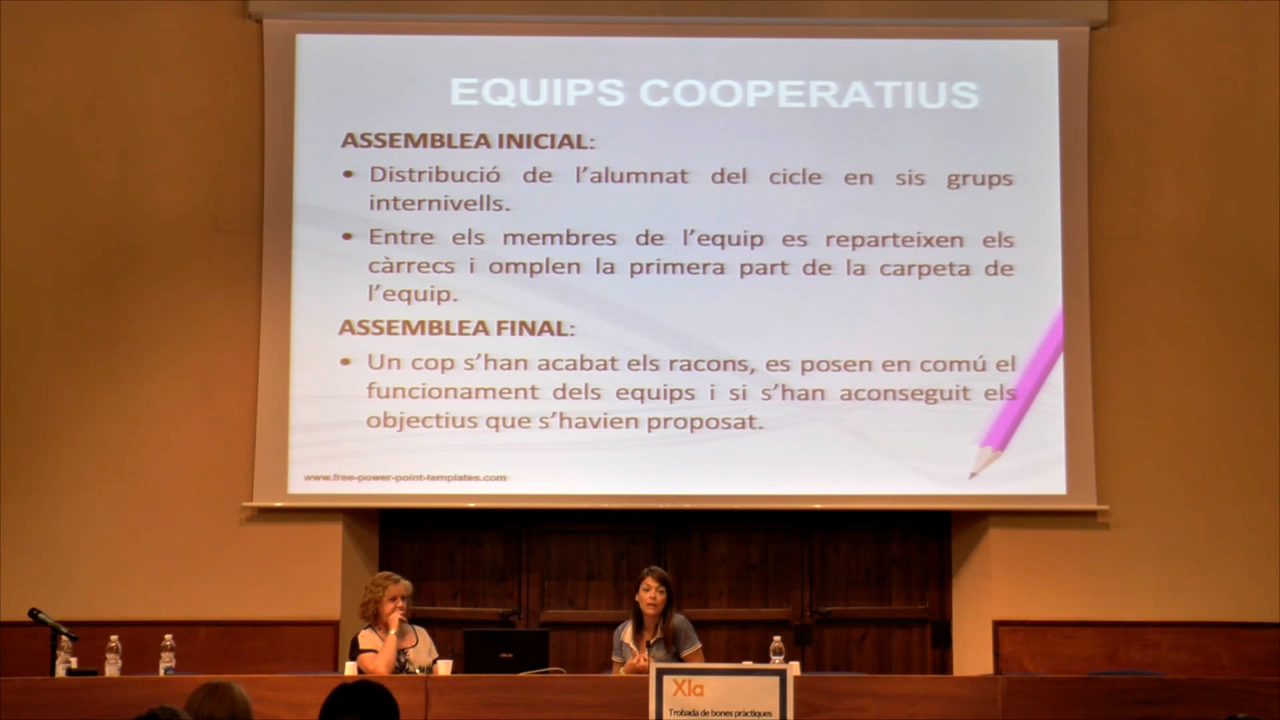 EQUIPS COOPERATIUS
ASSEMBLEA INICIAL:
• Distribució de l'alumnat del cicle en sis grups
internivells.
• Entre els membres de l'equip es reparteixen els
càrrecs i omplen la primera part de la carpeta de
l'equip.
ASSEMBLEA FINAL:
• Un cop s'han acabat els racons, es posen en comú el
funcionament dels equips i si s'han aconseguit els
objectius que s'havien proposat.
www.free-power-point-templates.com
XIa
Trobada de bones pràctiques